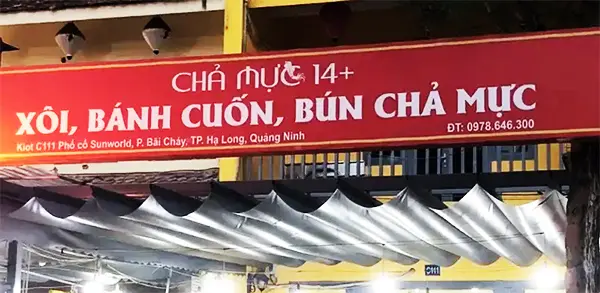 CHẢ MỰC 14+
XÔI, BÁNH CUỐN, BÚN CHẢ MỰC
Kiot C111 Phố cổ Sunworld, P. Bãi Cháy, TP. Hạ Long, Quảng Ninh
ĐT: 0978.646.300
C111